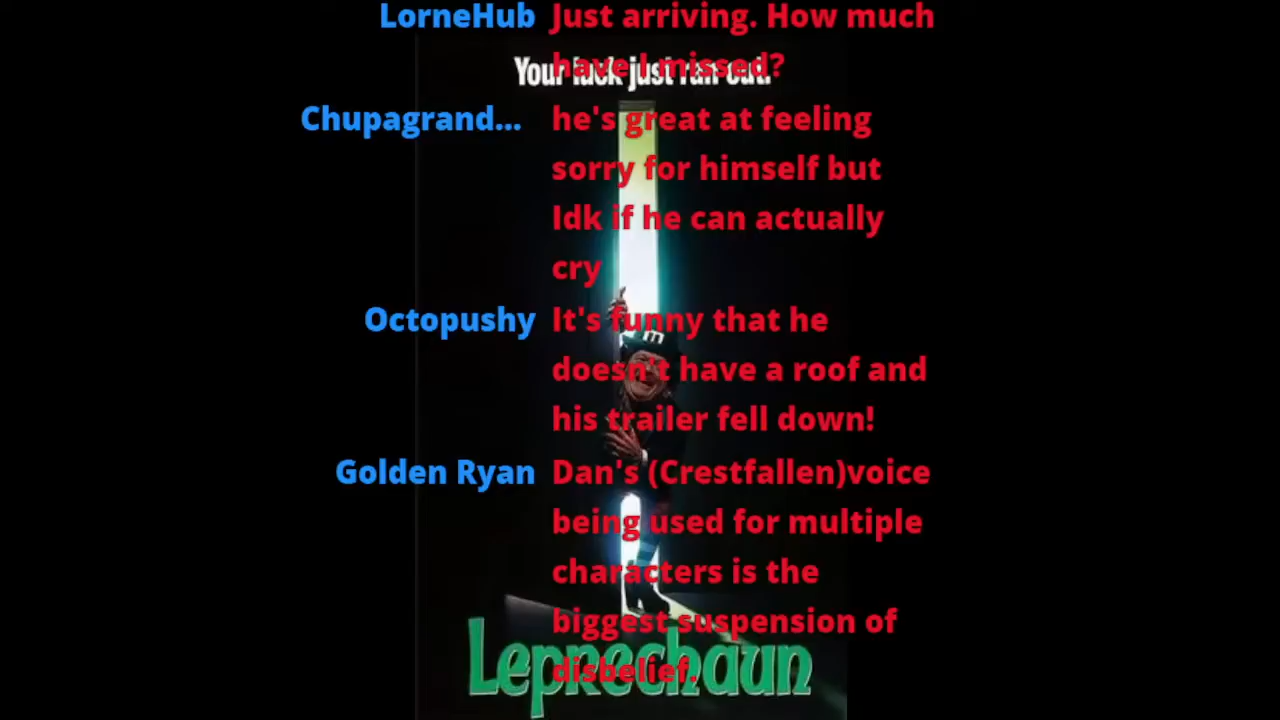 LorneHub Just arriving. How much
have I missed?
Your luck just ran out.
Chupagrand... he's great at feeling
sorry for himself but
Idk if he can actually
cry
Octopushy It's funny that he
doesn't have a roof and
his trailer fell down!
Golden Ryan Dan's (Crestfallen)voice
being used for multiple
characters is the
biggest suspension of
disbelief.
Leprechaun